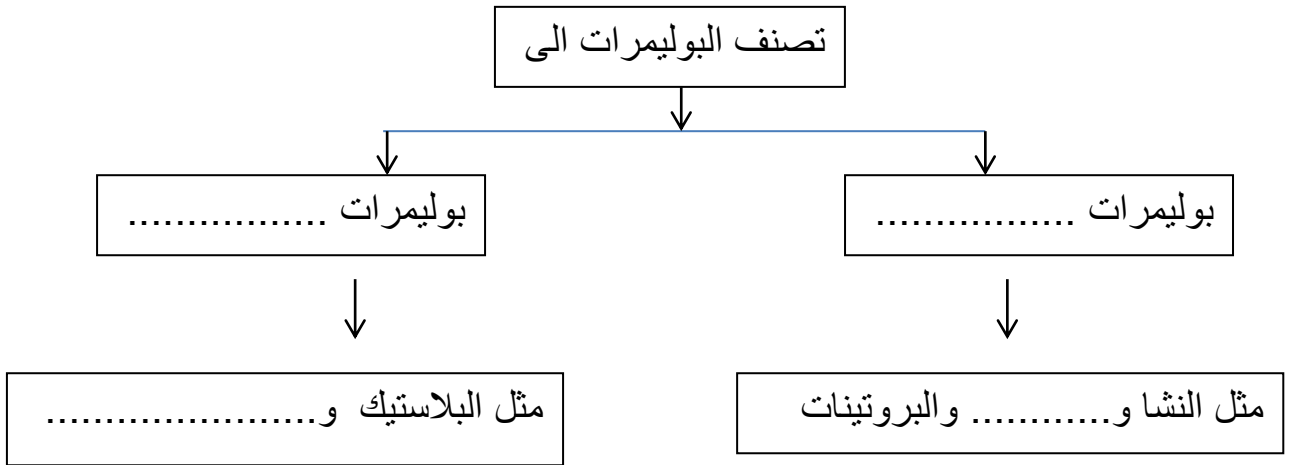 تصنف البوليمرات الى
بوليمرات .................
بوليمرات .................
مثل النشا و............ والبروتينات
مثل البلاستيك و.......................